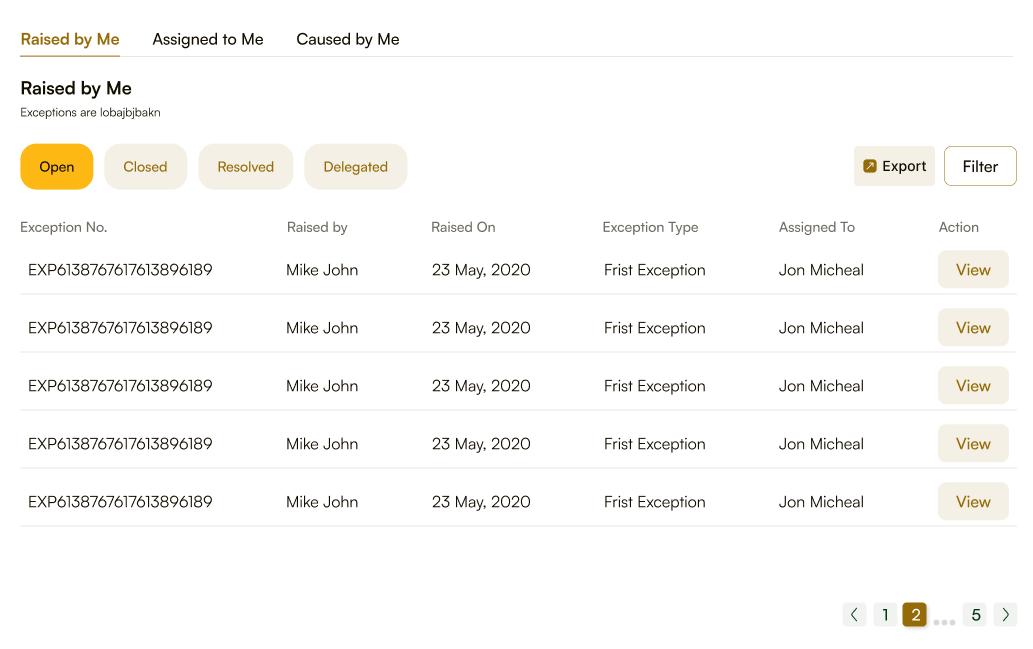 Raised by Me Assigned to Me Caused by Me
Raised by Me
Exceptions are lobajbjbakn
Open Closed Resolved Delegated Export Filter
Exception No. Raised by Raised On Exception Type Assigned To Action
EXP6138767617613896189 Mike John 23 May, 2020 Frist Exception Jon Micheal View
EXP6138767617613896189 Mike John 23 May, 2020 Frist Exception Jon Micheal View
EXP6138767617613896189 Mike John 23 May, 2020 Frist Exception Jon Micheal View
EXP6138767617613896189 Mike John 23 May, 2020 Frist Exception Jon Micheal View
EXP6138767617613896189 Mike John 23 May, 2020 Frist Exception Jon Micheal View
1 2 ... 5